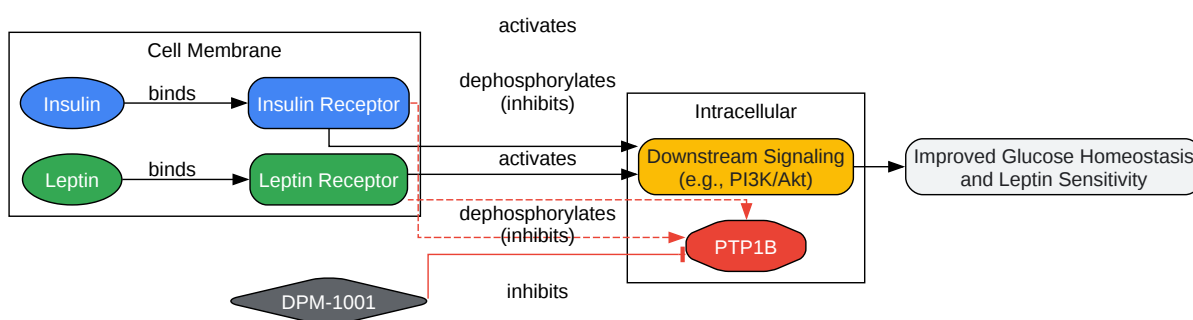 activates
Cell Membrane
Insulin
binds
Insulin Receptor
dephosphorylates
(inhibits)
Intracellular
Leptin
binds
Leptin Receptor
activates
Downstream Signaling
(e.g., PI3K/Akt)
Improved Glucose Homeostasis
and Leptin Sensitivity
dephosphorylates
(inhibits)
PTP1B
DPM-1001
inhibits